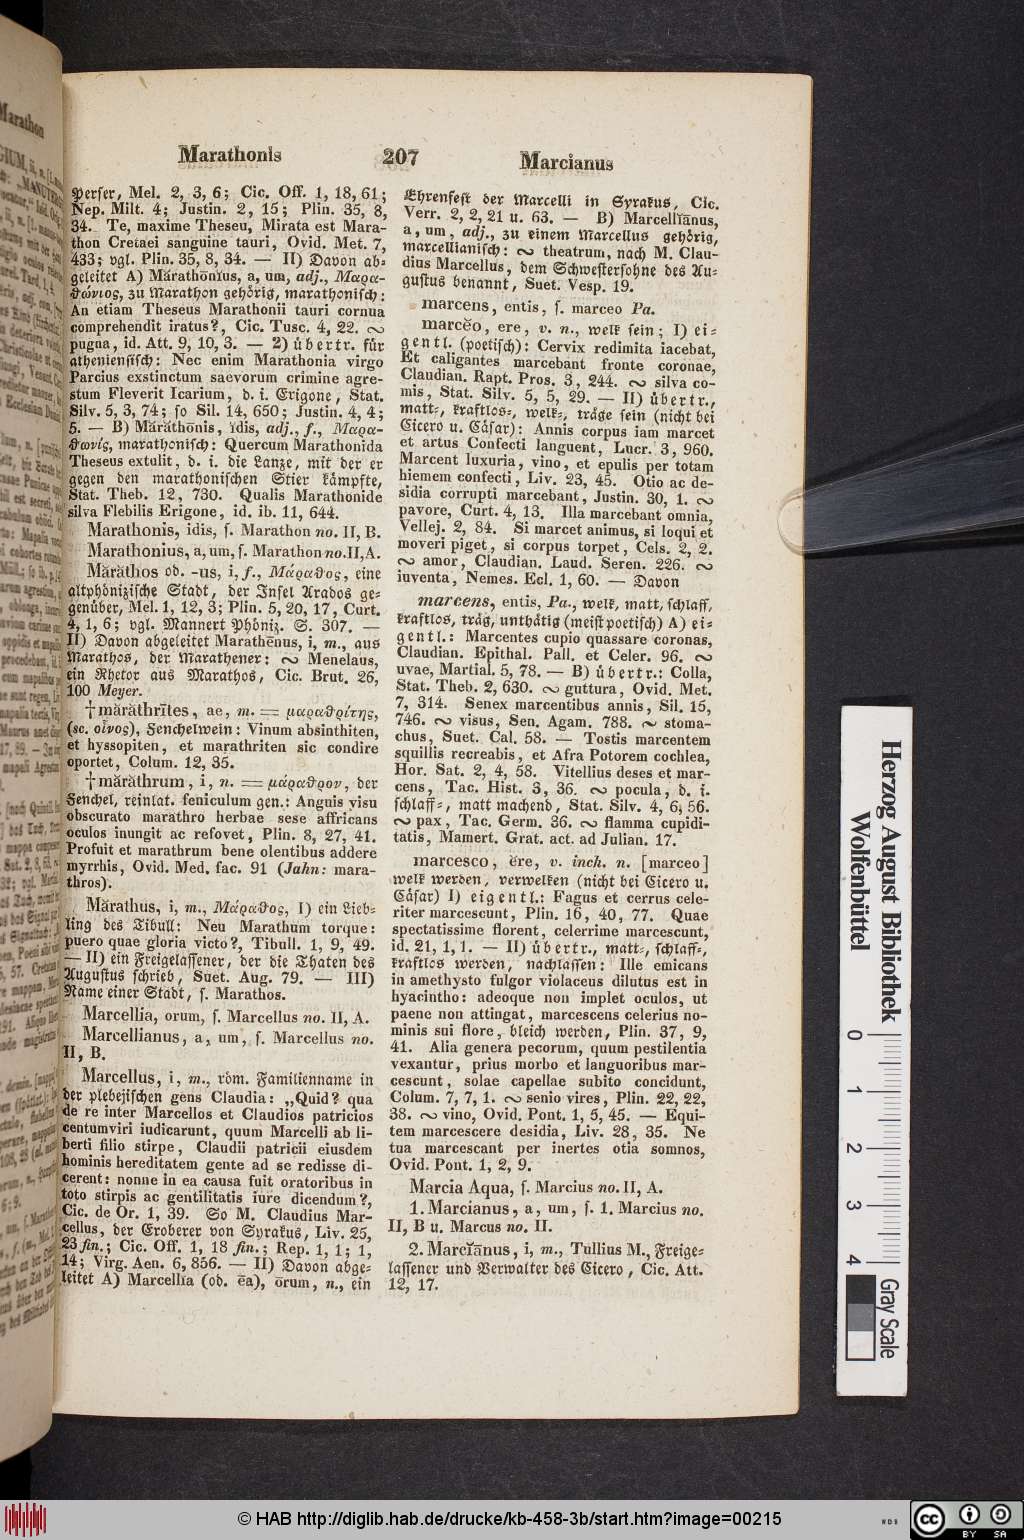 Marathonis 207 Marcianus
Perser, Mel. 2, 3, 6; Cic. Off. 1, 18, 61;
Nep. Milt. 4; Justin. 2, 15; Plin. 35, 8,
34. Te, maxime Theseu, Mirata est Mara-
thon Cretaei sanguine tauri, Ovid. Met. 7,
433; vgl. Plin. 35, 8, 34. — II) Davon ab-
geleitet A) Mărăthōnĭus, a, um, adj., Μαρα-
θώνιος, zu Marathon gehörig, marathonisch:
An etiam Theseus Marathonii tauri cornua
comprehendit iratus?, Cic. Tusc. 4, 22. ∾
pugna, id. Att. 9, 10, 3. — 2) übertr. für
atheniensisch: Nec enim Marathonia virgo
Parcius exstinctum saevorum crimine agre-
stum Fleverit Icarium, d. i. Erigone, Stat.
Silv. 5, 3, 74; so Sil. 14, 650; Justin. 4, 4;
5. — B) Mărăthōnis, ĭdis, adj., f., Μαρα-
θωνίς, marathonisch: Quercum Marathonida
Theseus extulit, d. i. die Lanze, mit der er
gegen den marathonischen Stier kämpfte,
Stat. Theb. 12, 730. Qualis Marathonide
silva Flebilis Erigone, id. ib. 11, 644.
Marathonis, idis, s. Marathon no. II, B.
Marathonius, a, um, s. Marathon no. II, A.
Mărăthos od. -us, i, f., Μάραθος, eine
altphönizische Stadt, der Insel Arados ge-
genüber, Mel. 1, 12, 3; Plin. 5, 20, 17, Curt.
4, 1, 6; vgl. Mannert Phöniz. S. 307. —
II) Davon abgeleitet Marathēnus, i, m., aus
Marathos, der Marathener: ∾ Menelaus,
ein Rhetor aus Marathos, Cic. Brut. 26,
100 Meyer.
†mărăthrītes, ae, m. = μαραθρίτης,
(sc. οἶνος), Fenchelwein: Vinum absinthiten,
et hyssopiten, et marathriten sic condire
oportet, Colum. 12, 35.
†mărăthrum, i, n. = μάραθρον, der
Fenchel, reinlat. feniculum gen.: Anguis visu
obscurato marathro herbae sese affricans
oculos inungit ac refovet, Plin. 8, 27, 41.
Profuit et marathrum bene olentibus addere
myrrhis, Ovid. Med. fac. 91 (Jahn: mara-
thros).
Mărathus, i, m., Μάραθος, I) ein Lieb-
ling des Tibull: Neu Marathum torque:
puero quae gloria victo?, Tibull. 1, 9, 49.
— II) ein Freigelassener, der die Thaten des
Augustus schrieb, Suet. Aug. 79. — III)
Name einer Stadt, s. Marathos.
Marcellia, orum, s. Marcellus no. II, A.
Marcellianus, a, um, s. Marcellus no.
II, B.
Marcellus, i, m., röm. Familienname in
der plebejischen gens Claudia: „Quid? qua
de re inter Marcellos et Claudios patricios
centumviri iudicarunt, quum Marcelli ab li-
berti filio stirpe, Claudii patricii eiusdem
hominis hereditatem gente ad se redisse di-
cerent: nonne in ea causa fuit oratoribus in
toto stirpis ac gentilitatis iure dicendum?,
Cic. de Or. 1, 39. So M. Claudius Mar-
cellus, der Eroberer von Syrakus, Liv. 25,
23 fin.; Cic. Off. 1, 18 fin.; Rep. 1, 1; 1,
14; Virg. Aen. 6, 856. — II) Davon abge-
leitet A) Marcellĭa (od. ēa), ōrum, n., ein
Ehrenfest der Marcelli in Syrakus, Cic.
Verr. 2, 2, 21 u. 63. — B) Marcellĭānus,
a, um, adj., zu einem Marcellus gehörig,
marcellianisch: ∾ theatrum, nach M. Clau-
dius Marcellus, dem Schwestersohne des Au-
gustus benannt, Suet. Vesp. 19.
marcens, entis, s. marceo Pa.
marcĕo, ere, v. n., welk sein; I) ei-
gentl. (poetisch): Cervix redimita iacebat,
Et caligantes marcebant fronte coronae,
Claudian. Rapt. Pros. 3, 244. ∾ silva co-
mis, Stat. Silv. 5, 5, 29. — II) übertr.,
matt-, kraftlos-, welk-, träge sein (nicht bei
Cicero u. Cäsar): Annis corpus iam marcet
et artus Confecti languent, Lucr. 3, 960.
Marcent luxuria, vino, et epulis per totam
hiemem confecti, Liv. 23, 45. Otio ac de-
sidia corrupti marcebant, Justin. 30, 1. ∾
pavore, Curt. 4, 13. Illa marcebant omnia,
Vellej. 2, 84. Si marcet animus, si loqui et
moveri piget, si corpus torpet, Cels. 2, 2.
∾ amor, Claudian. Laud. Seren. 226. ∾
iuventa, Nemes. Ecl. 1, 60. — Davon
marcens, entis, Pa., welk, matt, schlaff,
kraftlos, träg, unthätig (meist poetisch) A) ei-
gentl.: Marcentes cupio quassare coronas,
Claudian. Epithal. Pall. et Celer. 96. ∾
uvae, Martial. 5, 78. — B) übertr.: Colla,
Stat. Theb. 2, 630. ∾ guttura, Ovid. Met.
7, 314. Senex marcentibus annis, Sil. 15,
746. ∾ visus, Sen. Agam. 788. ∾ stoma-
chus, Suet. Cal. 58. — Tostis marcentem
squillis recreabis, et Afra Potorem cochlea,
Hor. Sat. 2, 4, 58. Vitellius deses et mar-
cens, Tac. Hist. 3, 36. ∾ pocula, d. i.
schlaff-, matt machend, Stat. Silv. 4, 6, 56.
∾ pax, Tac. Germ. 36. ∾ flamma cupidi-
tatis, Mamert. Grat. act. ad Julian. 17.
marcesco, ĕre, v. inch. n. [marceo]
welk werden, verwelken (nicht bei Cicero u.
Cäsar) I) eigentl.: Fagus et cerrus cele-
riter marcescunt, Plin. 16, 40, 77. Quae
spectatissime florent, celerrime marcescunt,
id. 21, 1, 1. — II) übertr., matt-, schlaff-,
kraftlos werden, nachlassen: Ille emicans
in amethysto fulgor violaceus dilutus est in
hyacintho: adeoque non implet oculos, ut
paene non attingat, marcescens celerius no-
minis sui flore, bleich werden, Plin. 37, 9,
41. Alia genera pecorum, quum pestilentia
vexantur, prius morbo et languoribus mar-
cescunt, solae capellae subito concidunt,
Colum. 7, 7, 1. ∾ senio vires, Plin. 22, 22,
38. ∾ vino, Ovid. Pont. 1, 5, 45. — Equi-
tem marcescere desidia, Liv. 28, 35. Ne
tua marcescant per inertes otia somnos,
Ovid. Pont. 1, 2, 9.
Marcia Aqua, s. Marcius no. II, A.
1. Marcianus, a, um, s. 1. Marcius no.
II, B u. Marcus no. II.
2. Marcĭānus, i, m., Tullius M., Freige-
lassener und Verwalter des Cicero, Cic. Att.
12, 17.
Herzog August Bibliothek
Wolfenbüttel
0 1 2 3 4
Gray Scale
© HAB http://diglib.hab.de/drucke/kb-458-3b/start.htm?image=00215
WDB
CC BY SA